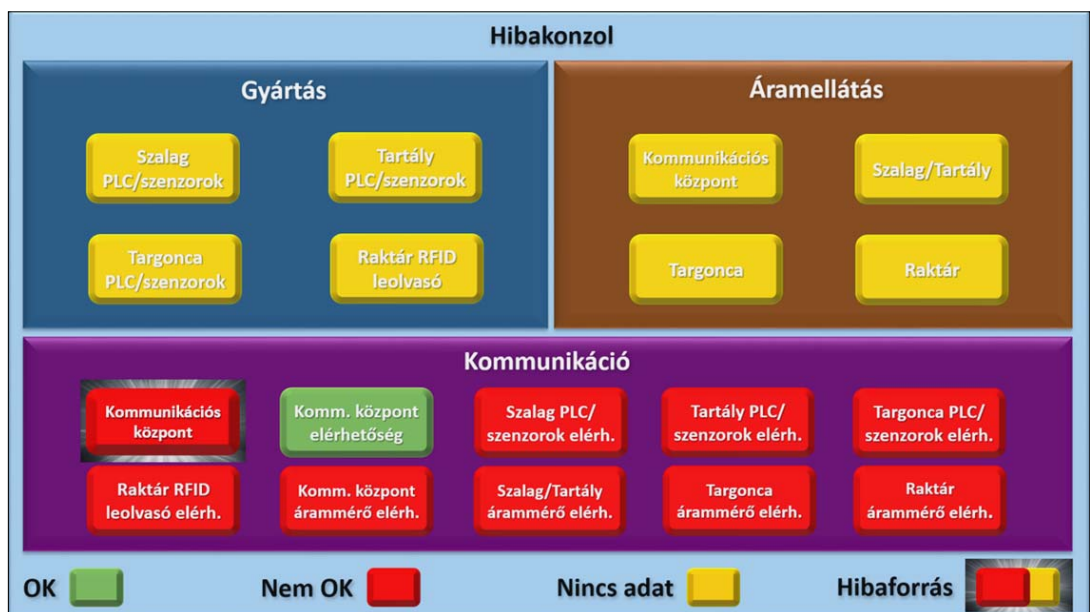 Hibakonzol
Gyártás
Szalag
PLC/szenzorok
Tartály
PLC/szenzorok
Targonca
PLC/szenzorok
Raktár RFID
leolvasó
Áramellátás
Kommunikációs
központ
Szalag/Tartály
Targonca
Raktár
Kommunikáció
Kommunikációs
központ
Komm. központ
elérhetőség
Szalag PLC/
szenzorok elérh.
Tartály PLC/
szenzorok elérh.
Targonca PLC/
szenzorok elérh.
Raktár RFID
leolvasó elérh.
Komm. központ
árammérő elérh.
Szalag/Tartály
árammérő elérh.
Targonca
árammérő elérh.
Raktár
árammérő elérh.
OK
Nem OK
Nincs adat
Hibaforrás